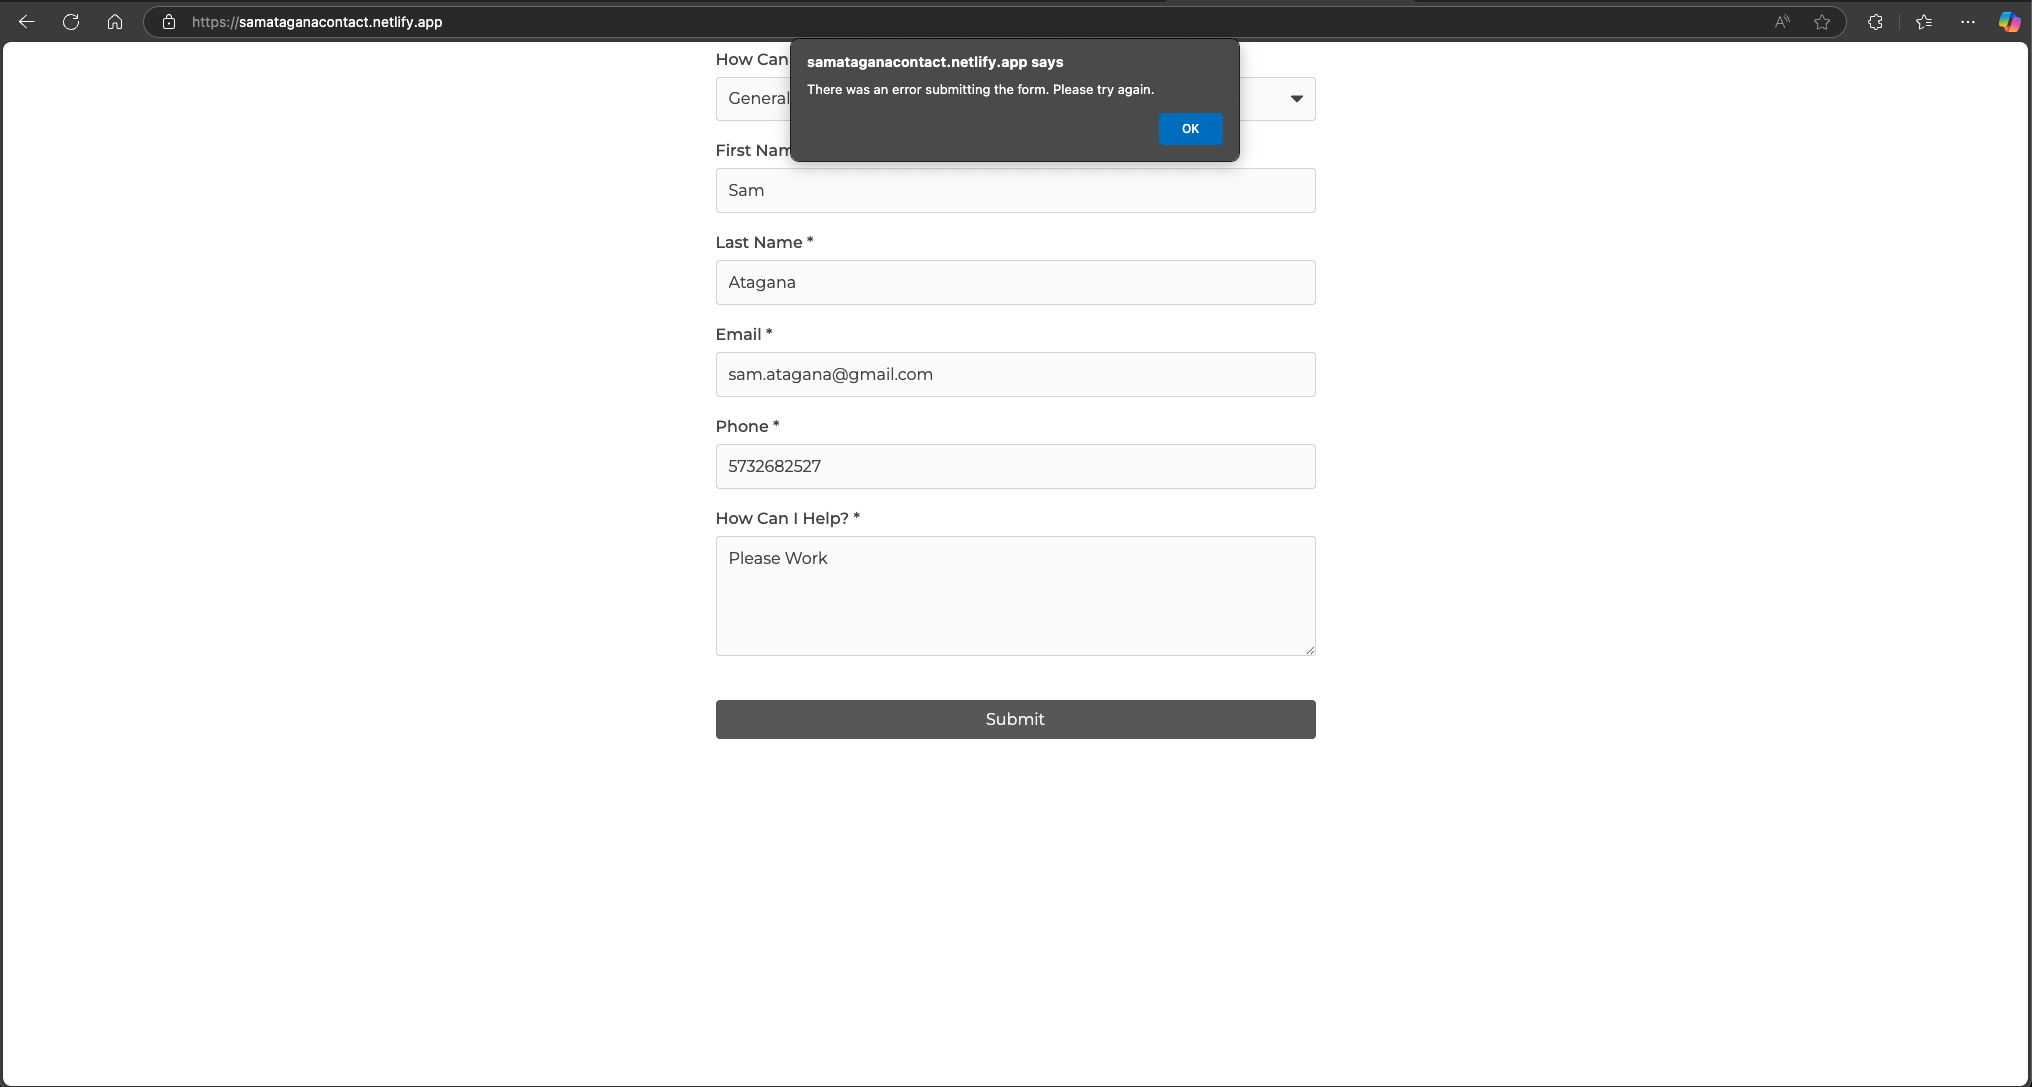 https://samataganacontact.netlify.app
samataganacontact.netlify.app says
There was an error submitting the form. Please try again.
OK
How Can
General
First Nam
Sam
Last Name *
Atagana
Email *
sam.atagana@gmail.com
Phone *
5732682527
How Can I Help? *
Please Work
Submit